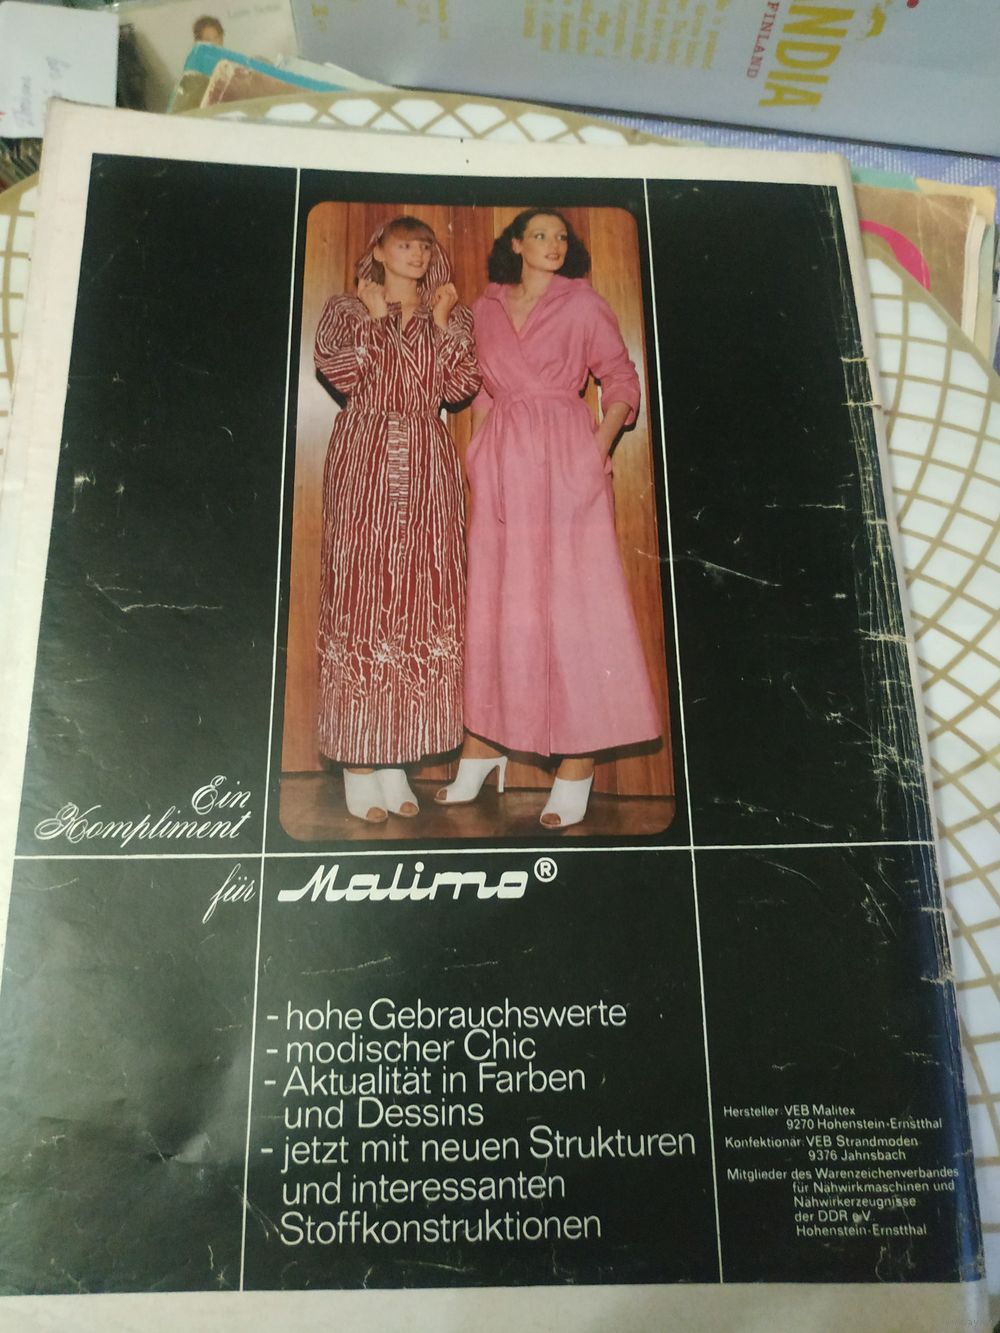 FINLAND
Ein
Kompliment
für Malimo®
- hohe Gebrauchswerte
- modischer Chic
- Aktualität in Farben
und Dessins
- jetzt mit neuen Strukturen
und interessanten
Stoffkonstruktionen
Hersteller: VEB Malitex
9270 Hohenstein-Ernstthal
Konfektionär: VEB Strandmoden
9376 Jahnsbach
Mitglieder des Warenzeichenverbandes
für Nähwirkmaschinen und
Nähwirkerzeugnisse
der DDR e.V.
Hohenstein-Ernstthal